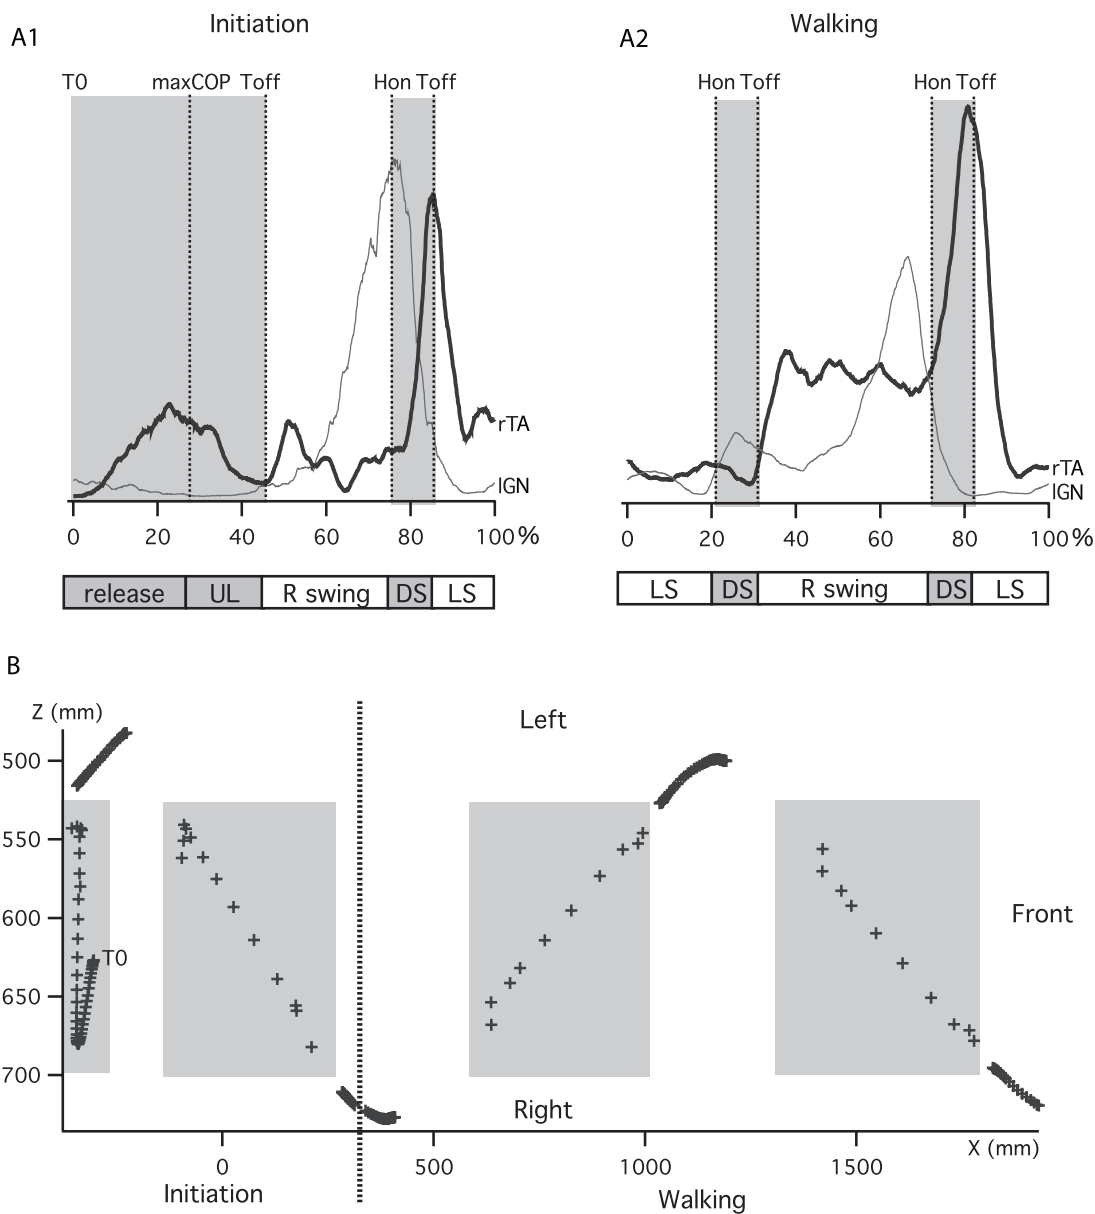 A1
Initiation
T0 maxCOP Toff Hon Toff
rTA
lGN
0 20 40 60 80 100 %
release UL R swing DS LS
A2
Walking
Hon Toff Hon Toff
rTA
lGN
0 20 40 60 80 100 %
LS DS R swing DS LS
B
Z (mm)
Left
500
550
600
Front
T0
650
700
Right
X (mm)
0 500 1000 1500
Initiation Walking